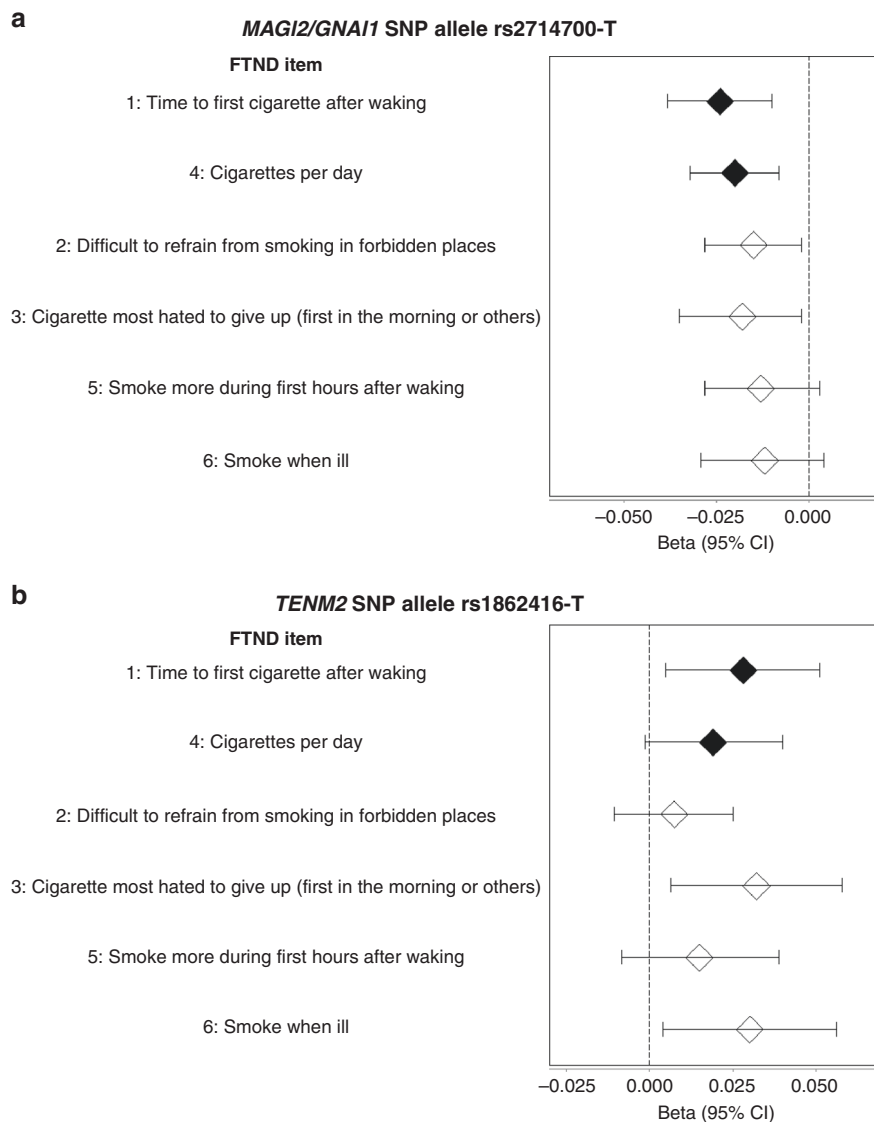 a
MAGI2/GNAI1 SNP allele rs2714700-T
FTND item
1: Time to first cigarette after waking
4: Cigarettes per day
2: Difficult to refrain from smoking in forbidden places
3: Cigarette most hated to give up (first in the morning or others)
5: Smoke more during first hours after waking
6: Smoke when ill
−0.050 −0.025 0.000
Beta (95% CI)
b
TENM2 SNP allele rs1862416-T
FTND item
1: Time to first cigarette after waking
4: Cigarettes per day
2: Difficult to refrain from smoking in forbidden places
3: Cigarette most hated to give up (first in the morning or others)
5: Smoke more during first hours after waking
6: Smoke when ill
−0.025 0.000 0.025 0.050
Beta (95% CI)